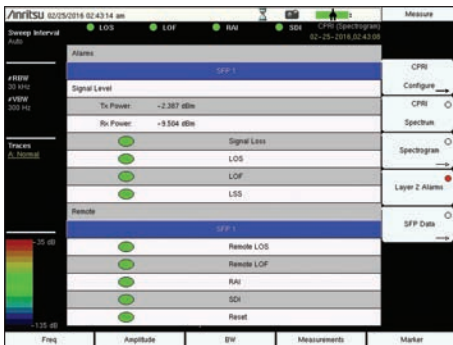 Anritsu 02/25/2016 02:43:14 am
Measure
Sweep Interval
Auto
LOS
LOF
RAI
SDI
CPRI (Spectrogram)
02-25-2016,02:43:08
Alarms
SFP 1
Signal Level
Tx Power: -2.387 dBm
Rx Power: -9.504 dBm
Signal Loss
LOS
LOF
LSS
Remote
SFP 1
Remote LOS
Remote LOF
RAI
SDI
Reset
#RBW
30 kHz
#VBW
300 Hz
Traces
A: Normal
-35 dB
-135 dB
CPRI
Configure
CPRI
Spectrum
Spectrogram
Layer 2 Alarms
SFP Data
Freq
Amplitude
BW
Measurements
Marker